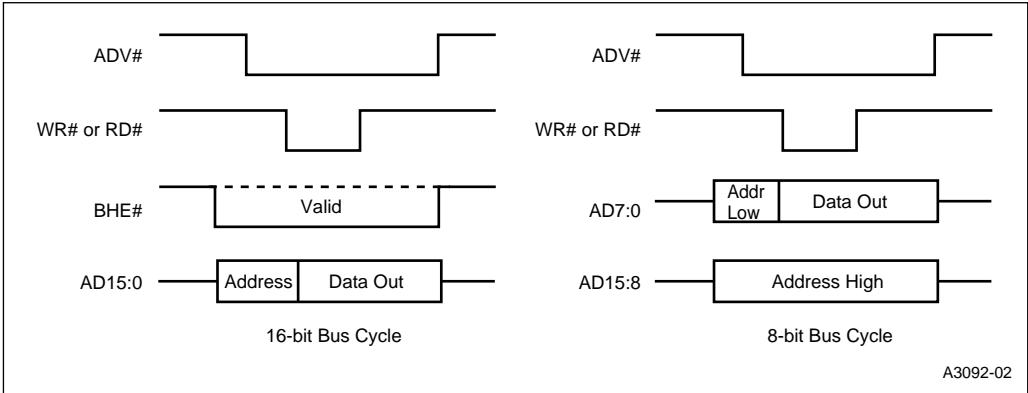 ADV#
WR# or RD#
BHE#
Valid
AD15:0
Address
Data Out
16-bit Bus Cycle
ADV#
WR# or RD#
AD7:0
Addr
Low
Data Out
AD15:8
Address High
8-bit Bus Cycle
A3092-02